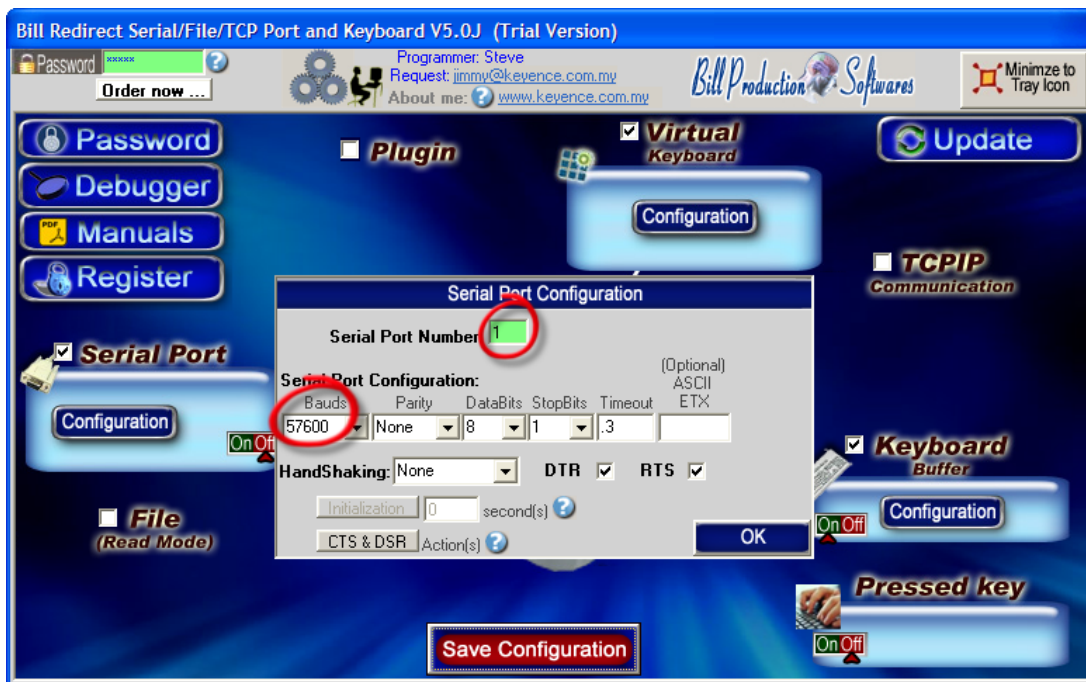 Bill Redirect Serial/File/TCP Port and Keyboard V5.0J (Trial Version)
Password ***** ?
Order now ...
Programmer: Steve
Request: jimmy@keyence.com.my
About me: ? www.keyence.com.my
Bill Production Softwares
Minimze to
Tray Icon
Password
Debugger
PDF
Manuals
Register
Plugin
Virtual
Keyboard
Configuration
Update
TCPIP
Communication
Serial Port
Configuration
On Off
File
(Read Mode)
Serial Port Configuration
Serial Port Number 1
(Optional)
Serial Port Configuration:
ASCII
Bauds Parity DataBits StopBits Timeout ETX
57600 None 8 1 .3
HandShaking: None DTR RTS
Initialization 0 second(s) ?
CTS & DSR Action(s) ?
OK
Keyboard
Buffer
Configuration
On Off
Pressed key
On Off
Save Configuration